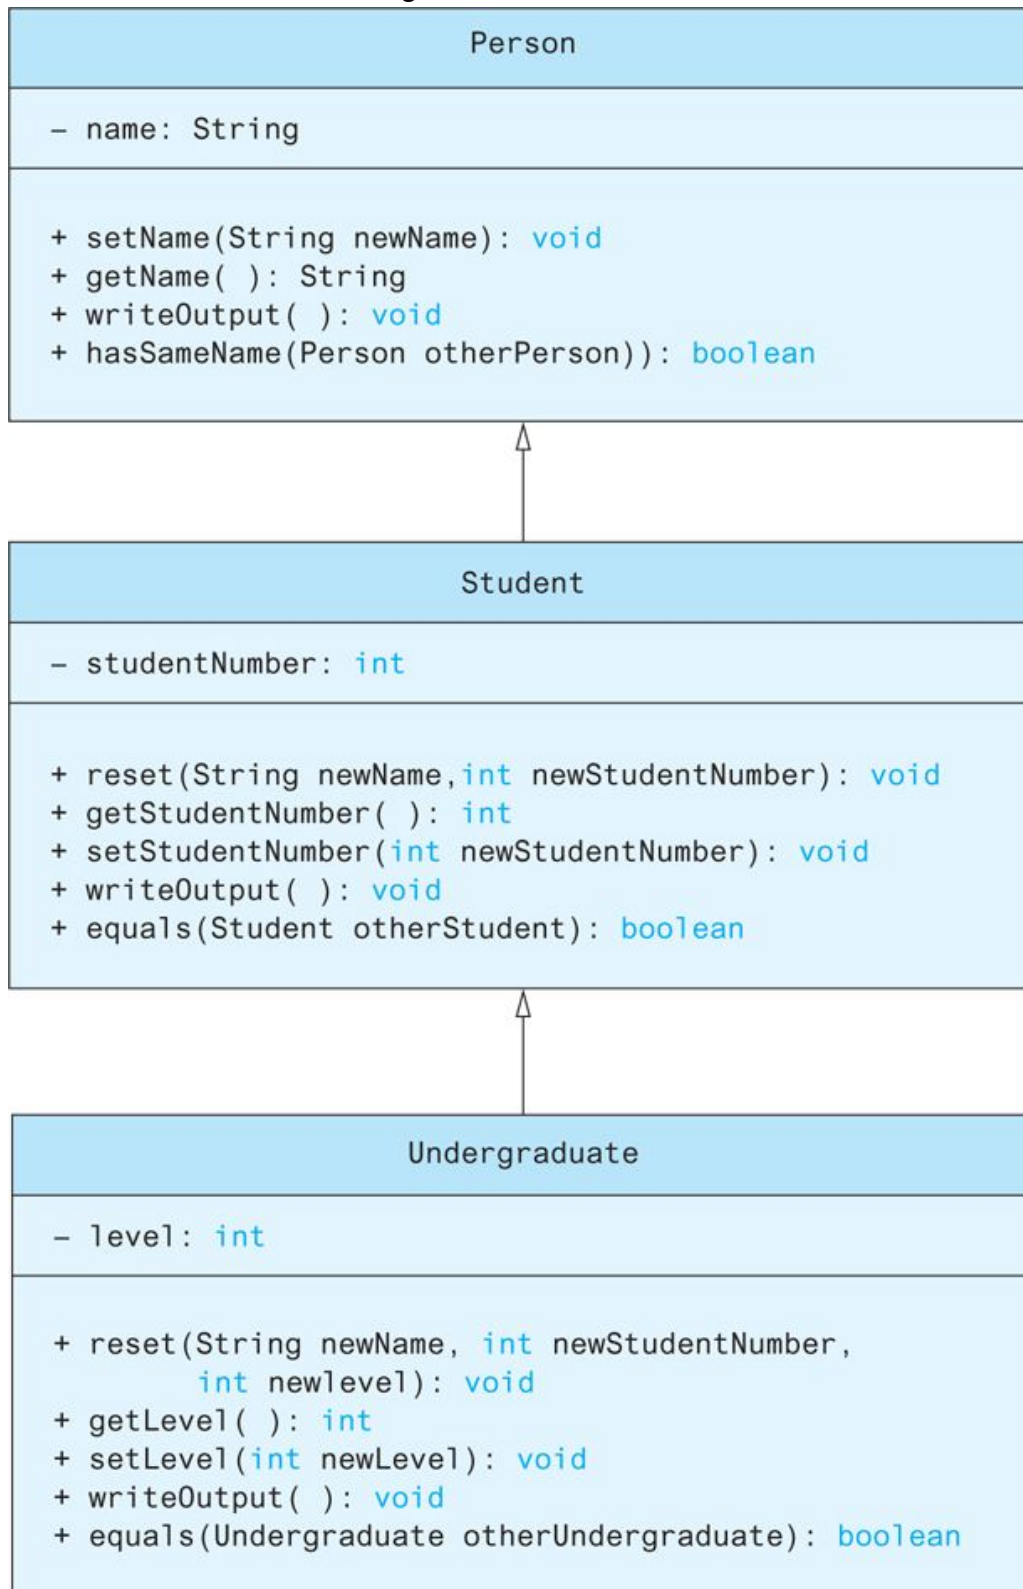 Person
– name: String
+ setName(String newName): void
+ getName( ): String
+ writeOutput( ): void
+ hasSameName(Person otherPerson)): boolean
Student
– studentNumber: int
+ reset(String newName,int newStudentNumber): void
+ getStudentNumber( ): int
+ setStudentNumber(int newStudentNumber): void
+ writeOutput( ): void
+ equals(Student otherStudent): boolean
Undergraduate
– level: int
+ reset(String newName, int newStudentNumber,
int newlevel): void
+ getLevel( ): int
+ setLevel(int newLevel): void
+ writeOutput( ): void
+ equals(Undergraduate otherUndergraduate): boolean